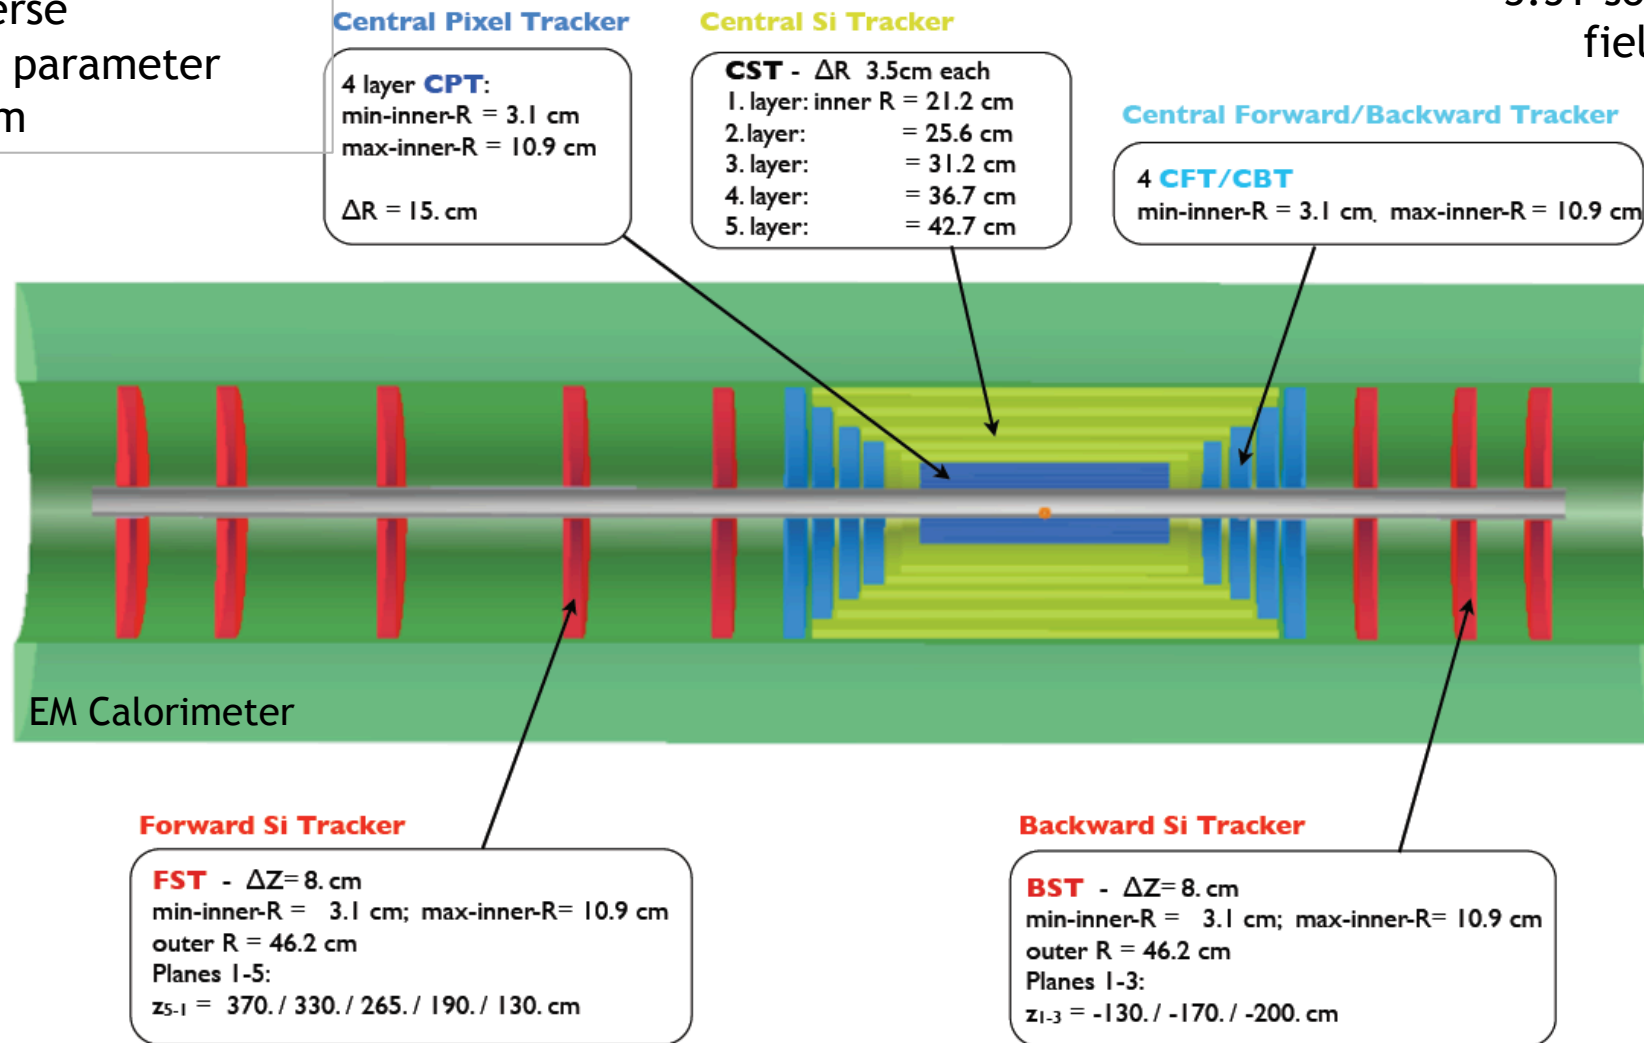 parameter
Central Pixel Tracker
4 layer CPT:
min-inner-R = 3.1 cm
max-inner-R = 10.9 cm
ΔR = 15. cm
Central Si Tracker
CST - ΔR 3.5cm each
1. layer: inner R = 21.2 cm
2.layer: = 25.6 cm
3. layer: = 31.2 cm
4. layer: = 36.7 cm
5. layer: = 42.7 cm
Central Forward/Backward Tracker
4 CFT/CBT
min-inner-R = 3.1 cm, max-inner-R = 10.9 cm
EM Calorimeter
Forward Si Tracker
FST - ΔZ= 8. cm
min-inner-R = 3.1 cm; max-inner-R= 10.9 cm
outer R = 46.2 cm
Planes 1-5:
z5-1 = 370. / 330. / 265. / 190. / 130. cm
Backward Si Tracker
BST - ΔZ= 8. cm
min-inner-R = 3.1 cm; max-inner-R= 10.9 cm
outer R = 46.2 cm
Planes 1-3:
z1-3 = -130. / -170. / -200. cm